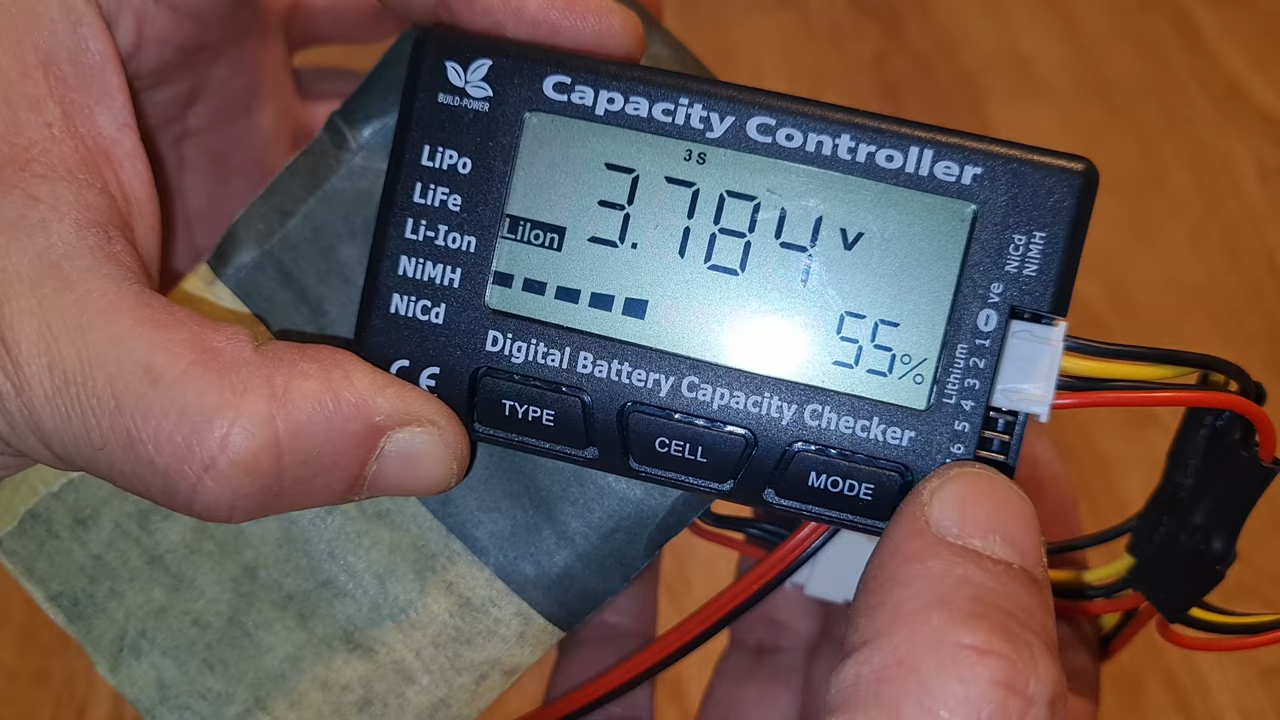 BUILD-POWER
Capacity Controller
LiPo
LiFe
Li-Ion
NiMH
NiCd
CE
3S
3.784 v
LiIon
55%
Digital Battery Capacity Checker
TYPE
CELL
MODE
NiCd
NiMH
ve
Lithium
6 5 4 3 2 1